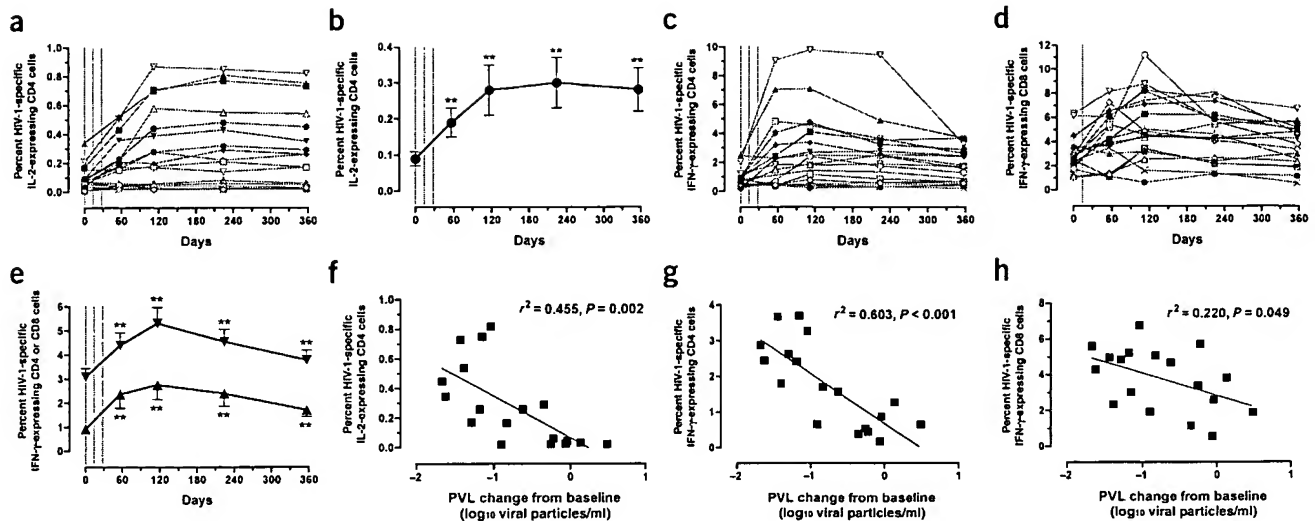 a
Percent HIV-1-specific
IL-2-expressing CD4 cells
1.0
0.8
0.6
0.4
0.2
0.0
0 60 120 180 240 300 360
Days
b
Percent HIV-1-specific
IL-2-expressing CD4 cells
0.4
0.3
0.2
0.1
0.0
** ** ** **
0 60 120 180 240 300 360
Days
c
Percent HIV-1-specific
IFN-γ-expressing CD4 cells
10
8
6
4
2
0
0 60 120 180 240 300 360
Days
d
Percent HIV-1-specific
IFN-γ-expressing CD8 cells
12
10
8
6
4
2
0
0 60 120 180 240 300 360
Days
e
Percent HIV-1-specific
IFN-γ-expressing CD4 or CD8 cells
6
5
4
3
2
1
0
** ** ** **
** ** ** **
0 60 120 180 240 300 360
Days
f
Percent HIV-1-specific
IL-2-expressing CD4 cells
1.0
0.8
0.6
0.4
0.2
0.0
r² = 0.455, P = 0.002
−2 −1 0 1
PVL change from baseline
(log₁₀ viral particles/ml)
g
Percent HIV-1-specific
IFN-γ-expressing CD4 cells
4
3
2
1
0
r² = 0.603, P < 0.001
−2 −1 0 1
PVL change from baseline
(log₁₀ viral particles/ml)
h
Percent HIV-1-specific
IFN-γ-expressing CD8 cells
8
6
4
2
0
r² = 0.220, P = 0.049
−2 −1 0 1
PVL change from baseline
(log₁₀ viral particles/ml)